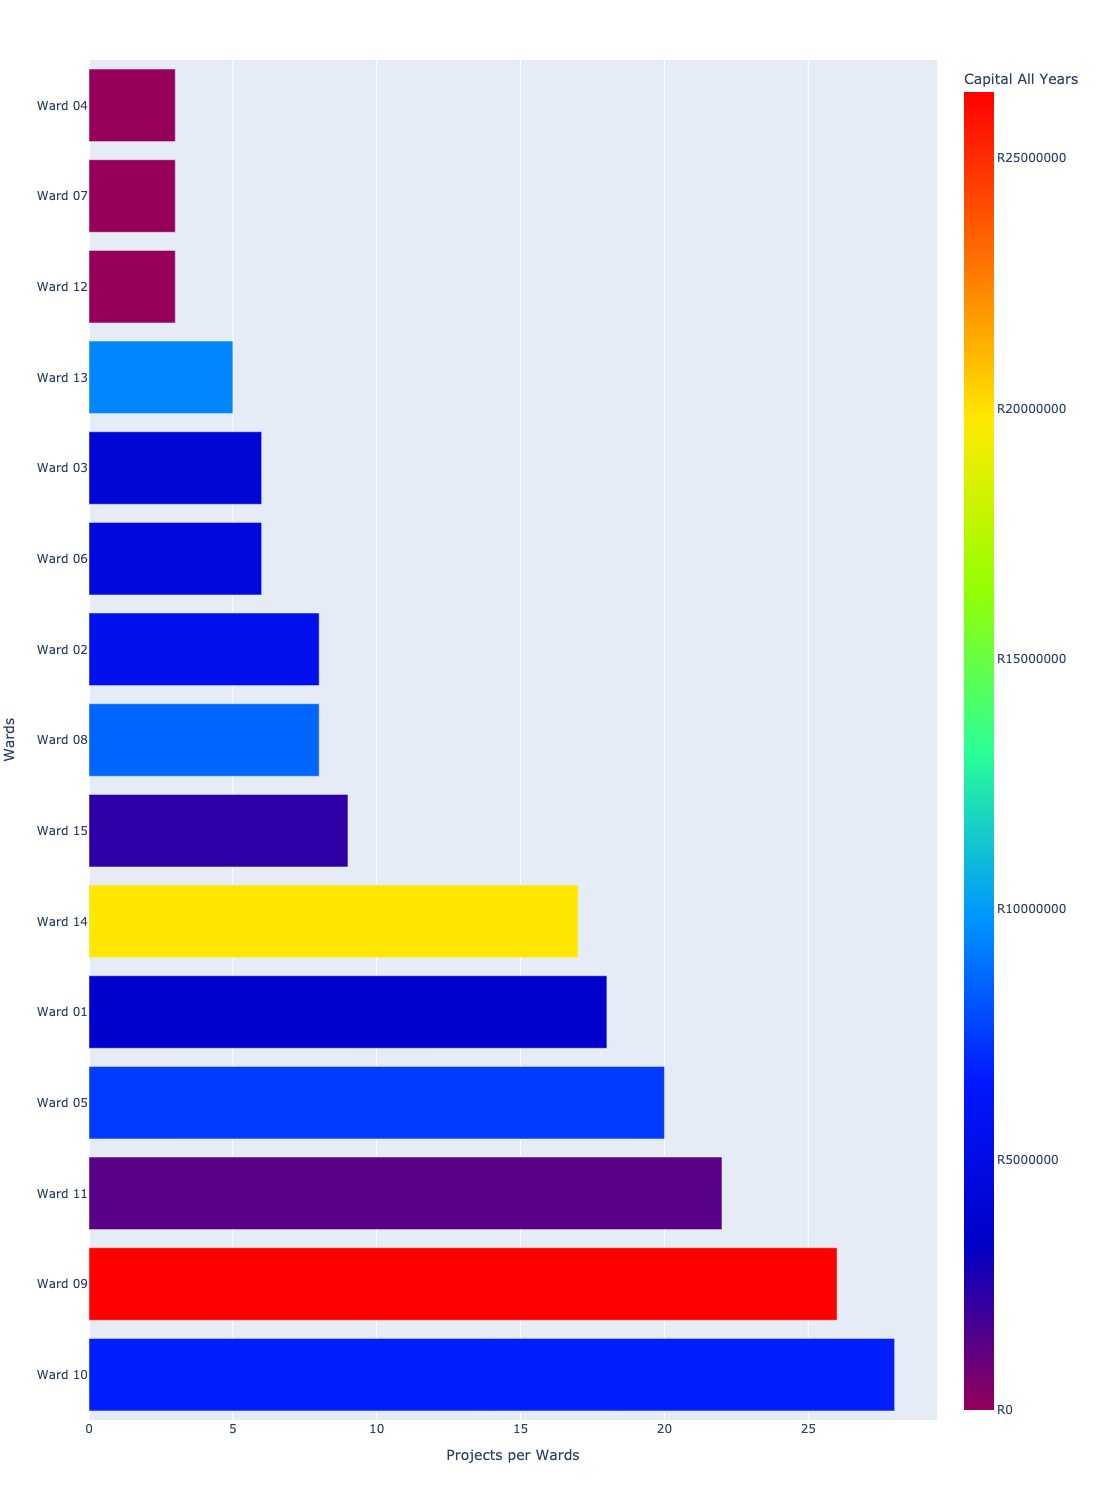 Capital All Years
Ward 04
Ward 07
Ward 12
Ward 13
Ward 03
Ward 06
Ward 02
Ward 08
Ward 15
Ward 14
Ward 01
Ward 05
Ward 11
Ward 09
Ward 10
Wards
0
5
10
15
20
25
Projects per Wards
R25000000
R20000000
R15000000
R10000000
R5000000
R0